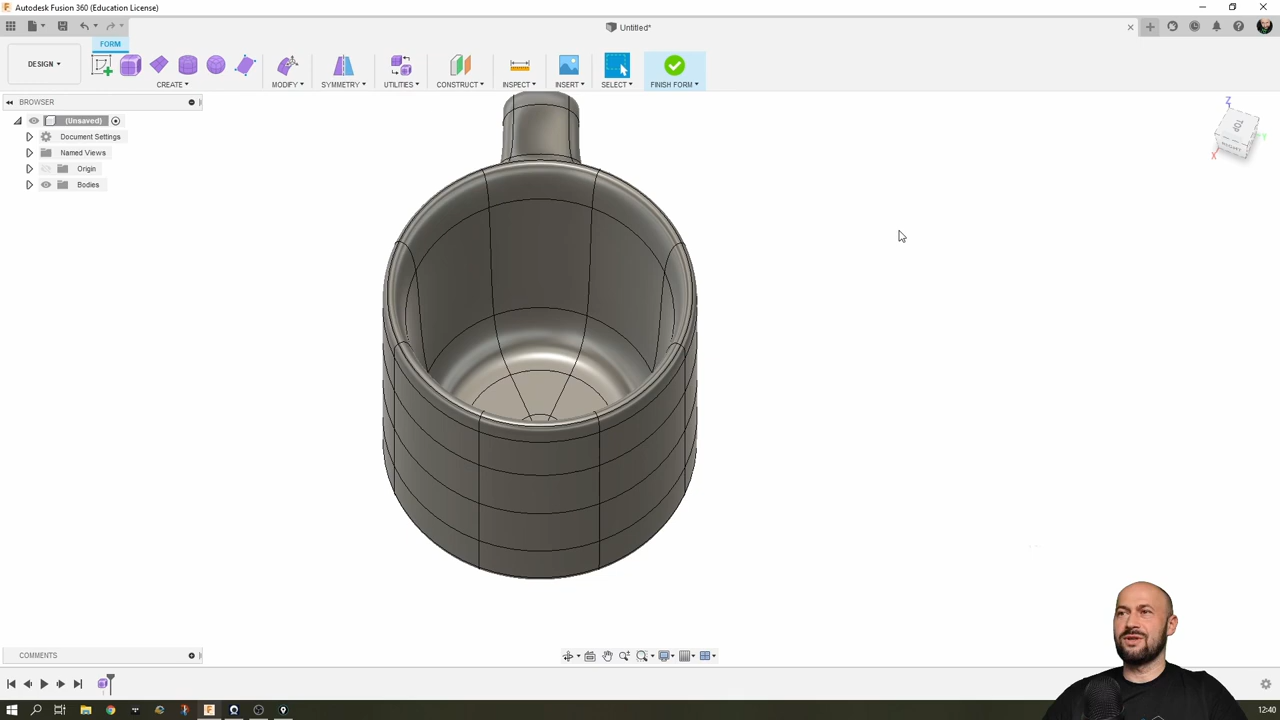 Autodesk Fusion 360 (Education License)
Untitled*
FORM
DESIGN
CREATE
MODIFY
SYMMETRY
UTILITIES
CONSTRUCT
INSPECT
INSERT
SELECT
FINISH FORM
BROWSER
(Unsaved)
Document Settings
Named Views
Origin
Bodies
Z
TOP
X
COMMENTS
12:40